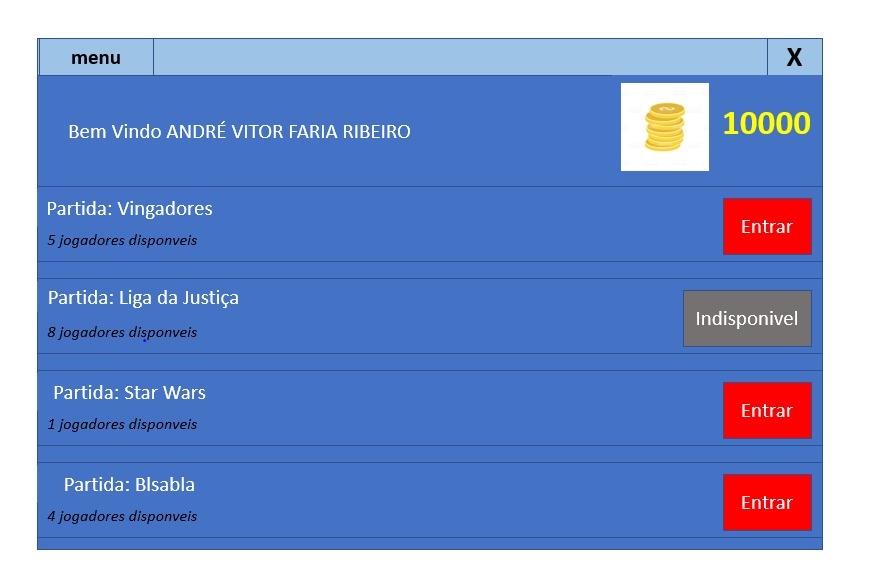 menu
X
Bem Vindo ANDRÉ VITOR FARIA RIBEIRO
10000
Partida: Vingadores
5 jogadores disponveis
Entrar
Partida: Liga da Justiça
8 jogadores disponveis
Indisponivel
Partida: Star Wars
1 jogadores disponveis
Entrar
Partida: Blsabla
4 jogadores disponveis
Entrar